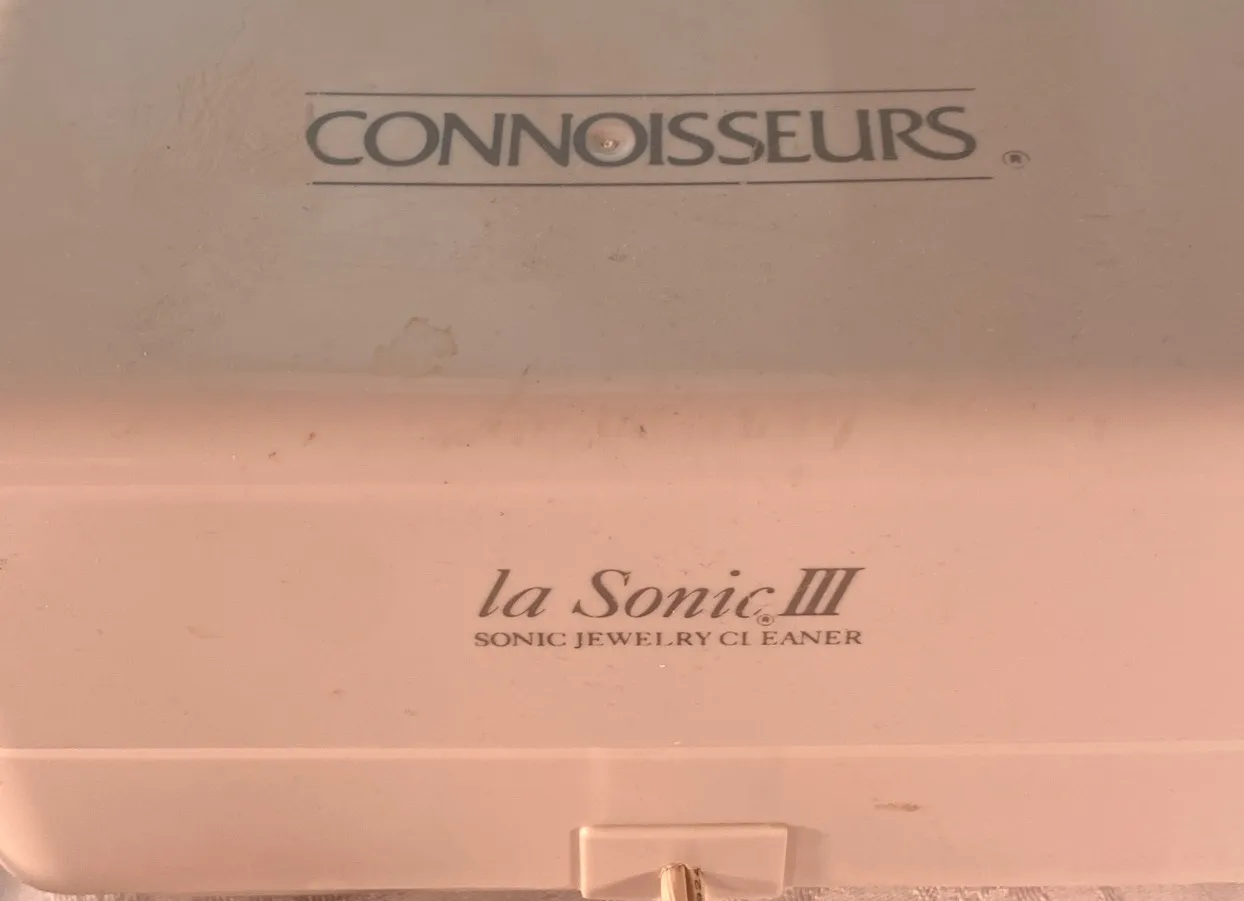 CONNOISSEURS®
la Sonic® III
SONIC JEWELRY CLEANER